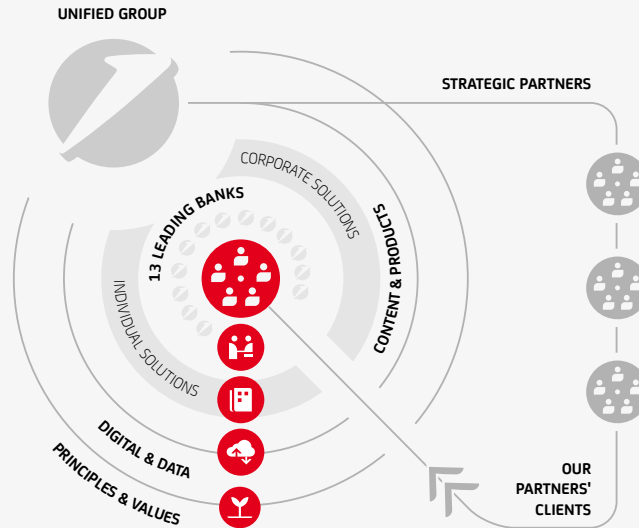 UNIFIED GROUP
STRATEGIC PARTNERS
CORPORATE SOLUTIONS
13 LEADING BANKS
CONTENT & PRODUCTS
INDIVIDUAL SOLUTIONS
DIGITAL & DATA
PRINCIPLES & VALUES
OUR
PARTNERS'
CLIENTS